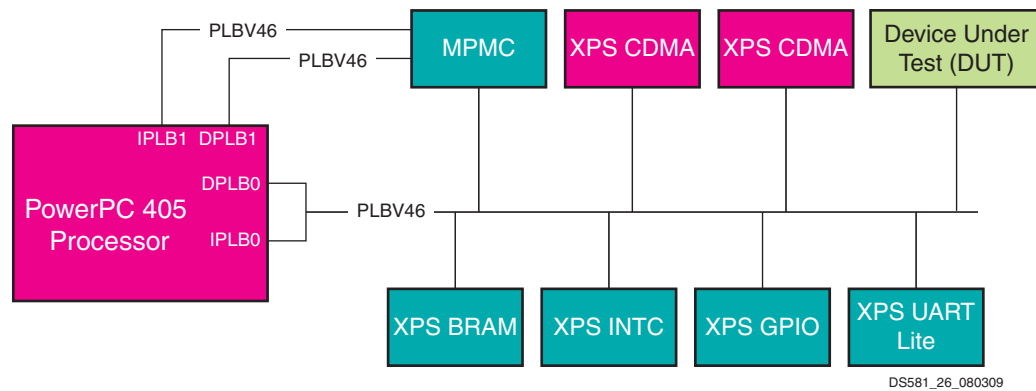 PLBV46
PLBV46
MPMC
XPS CDMA
XPS CDMA
Device Under
Test (DUT)
IPLB1 DPLB1
DPLB0
PowerPC 405
Processor
IPLB0
PLBV46
XPS BRAM
XPS INTC
XPS GPIO
XPS UART
Lite
DS581_26_080309